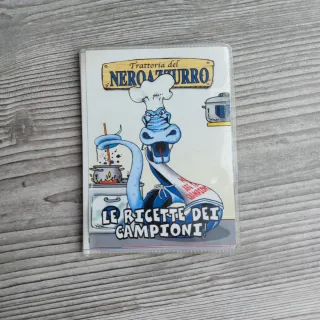 Trattoria del
NEROAZZURRO
LE RICETTE DEI
CAMPIONI!